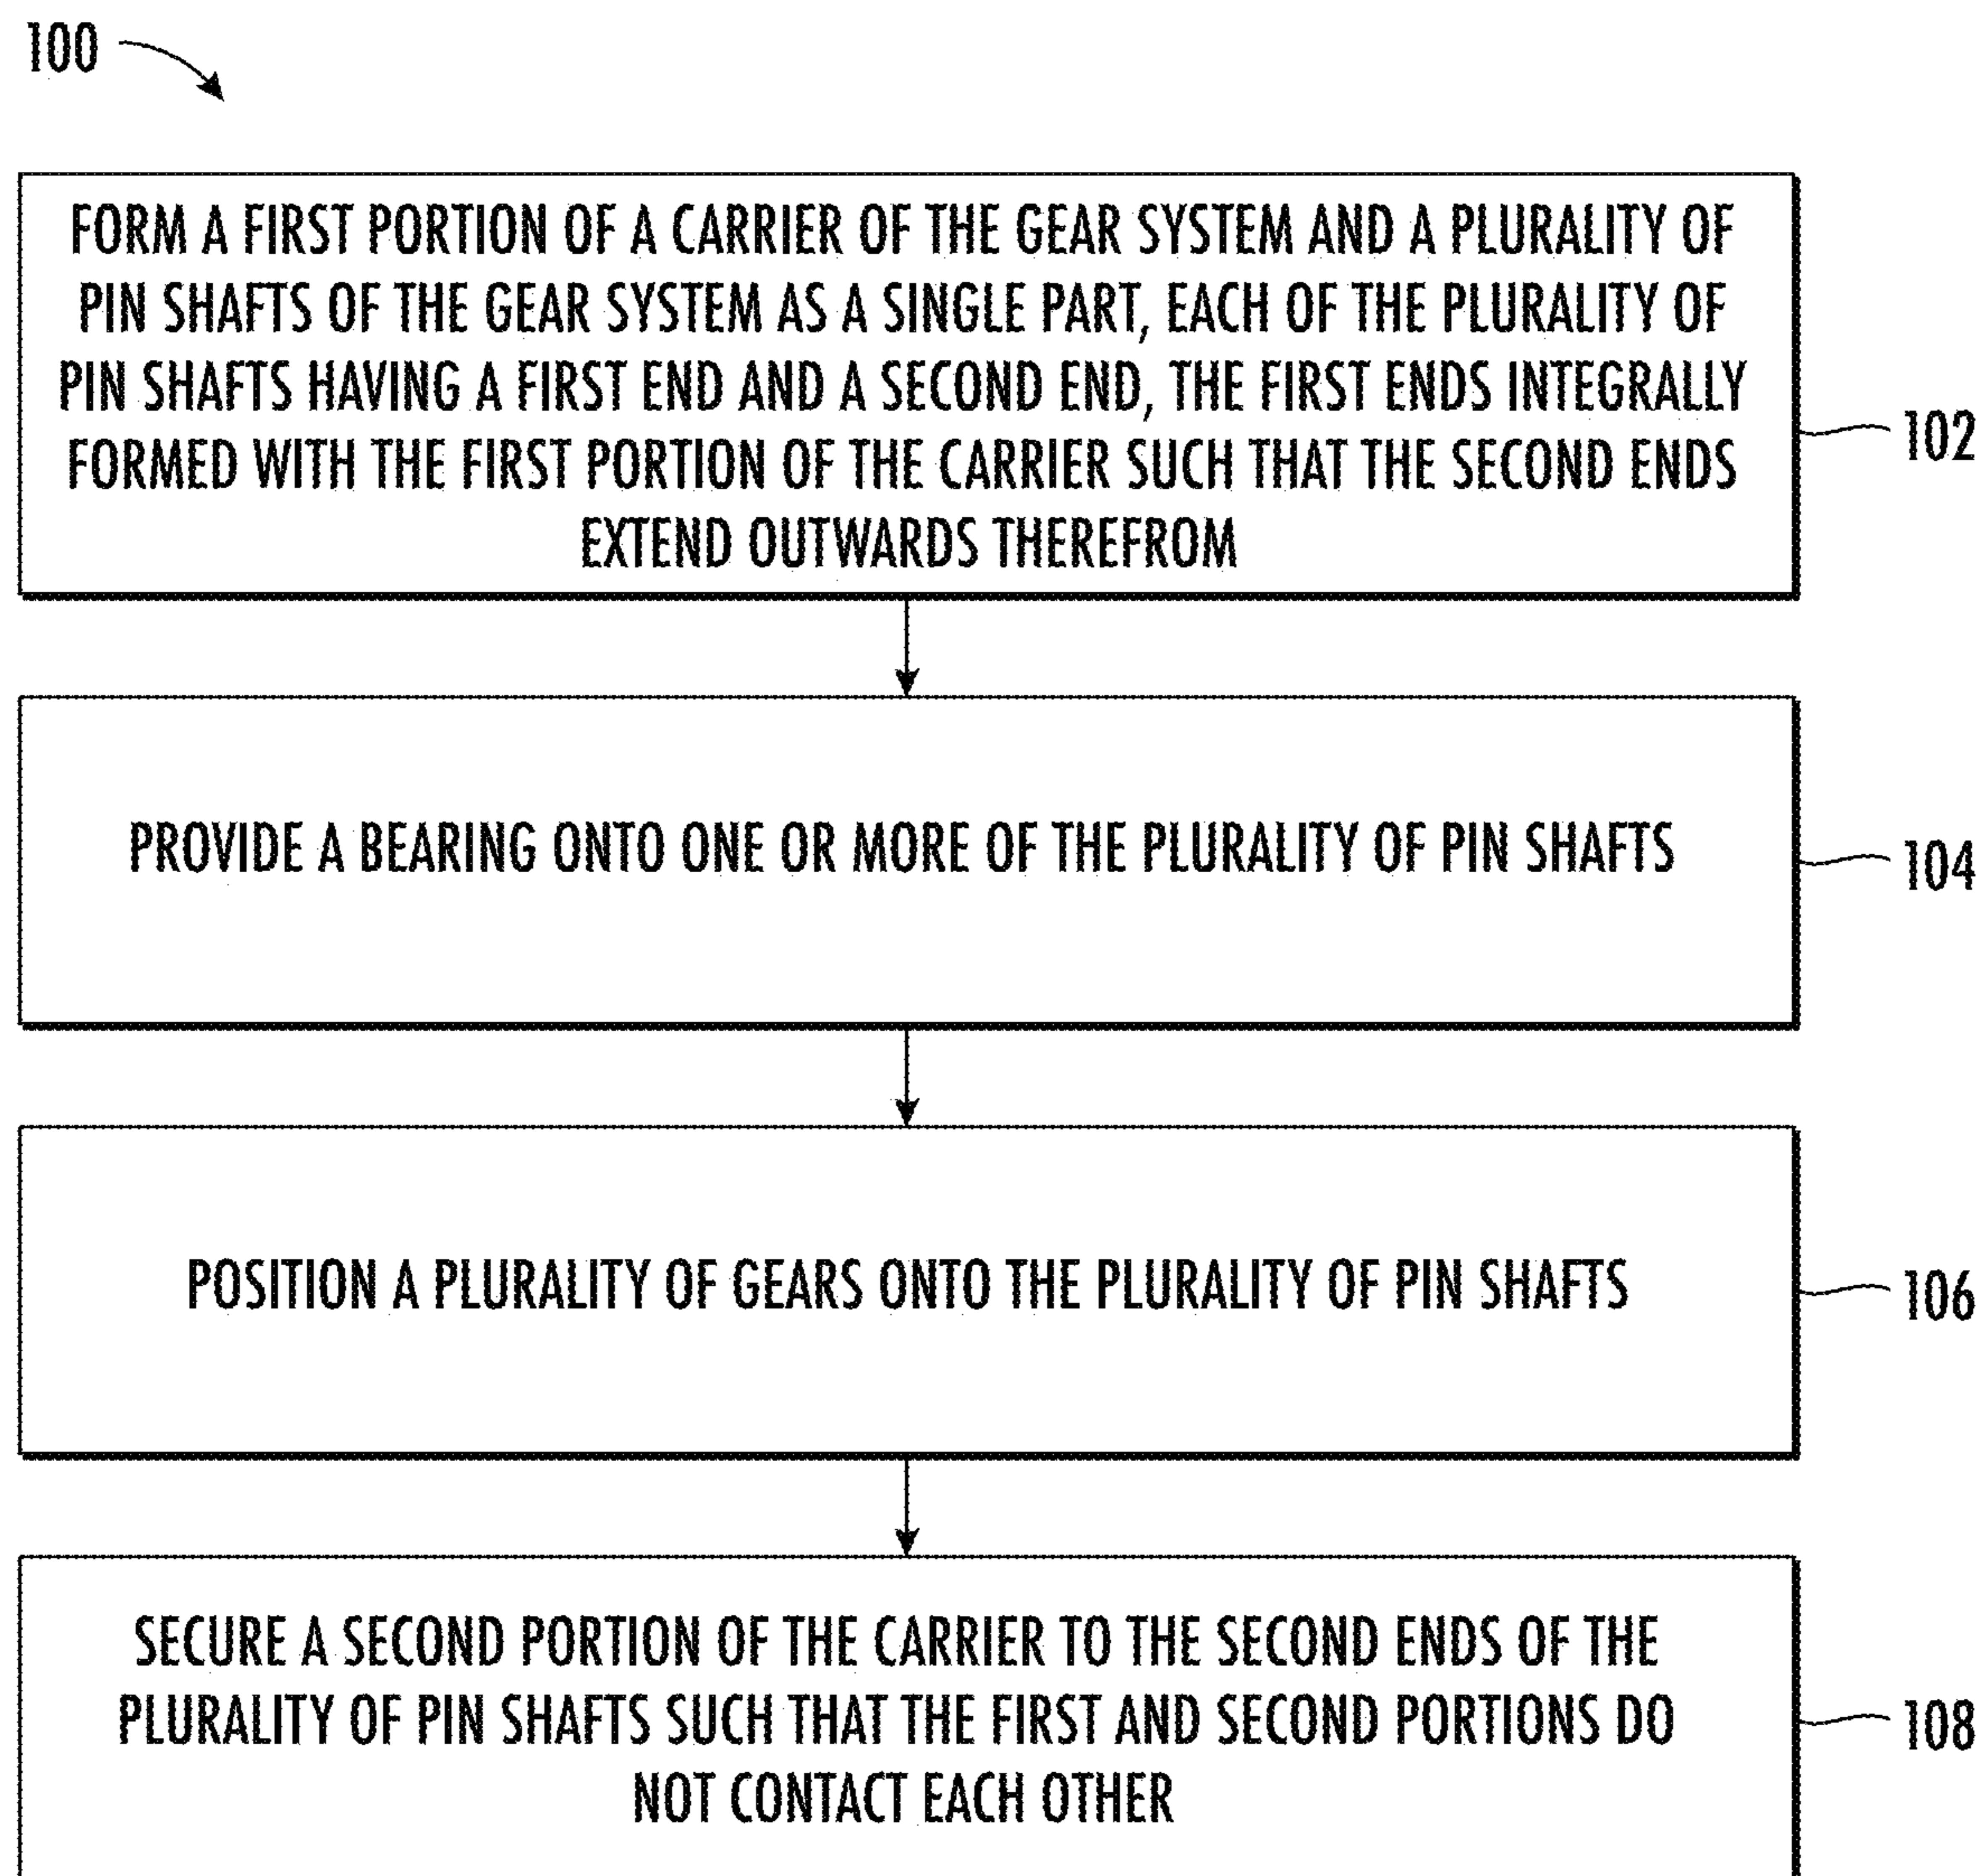 100
FORM A FIRST PORTION OF A CARRIER OF THE GEAR SYSTEM AND A PLURALITY OF
PIN SHAFTS OF THE GEAR SYSTEM AS A SINGLE PART, EACH OF THE PLURALITY OF
PIN SHAFTS HAVING A FIRST END AND A SECOND END, THE FIRST ENDS INTEGRALLY
FORMED WITH THE FIRST PORTION OF THE CARRIER SUCH THAT THE SECOND ENDS
EXTEND OUTWARDS THEREFROM
102
PROVIDE A BEARING ONTO ONE OR MORE OF THE PLURALITY OF PIN SHAFTS
104
POSITION A PLURALITY OF GEARS ONTO THE PLURALITY OF PIN SHAFTS
106
SECURE A SECOND PORTION OF THE CARRIER TO THE SECOND ENDS OF THE
PLURALITY OF PIN SHAFTS SUCH THAT THE FIRST AND SECOND PORTIONS DO
NOT CONTACT EACH OTHER
108